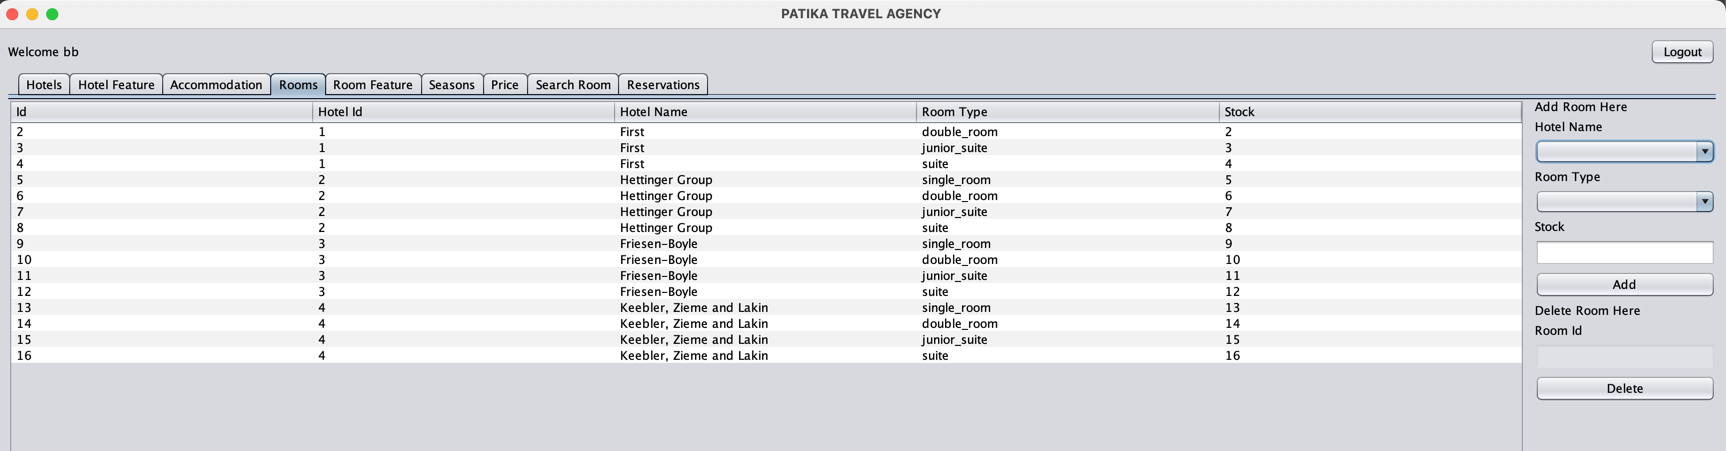 PATIKA TRAVEL AGENCY
Welcome bb
Logout
Hotels Hotel Feature Accommodation Rooms Room Feature Seasons Price Search Room Reservations
Id Hotel Id Hotel Name Room Type Stock
2 1 First double_room 2
3 1 First junior_suite 3
4 1 First suite 4
5 2 Hettinger Group single_room 5
6 2 Hettinger Group double_room 6
7 2 Hettinger Group junior_suite 7
8 2 Hettinger Group suite 8
9 3 Friesen-Boyle single_room 9
10 3 Friesen-Boyle double_room 10
11 3 Friesen-Boyle junior_suite 11
12 3 Friesen-Boyle suite 12
13 4 Keebler, Zieme and Lakin single_room 13
14 4 Keebler, Zieme and Lakin double_room 14
15 4 Keebler, Zieme and Lakin junior_suite 15
16 4 Keebler, Zieme and Lakin suite 16
Add Room Here
Hotel Name
Room Type
Stock
Add
Delete Room Here
Room Id
Delete